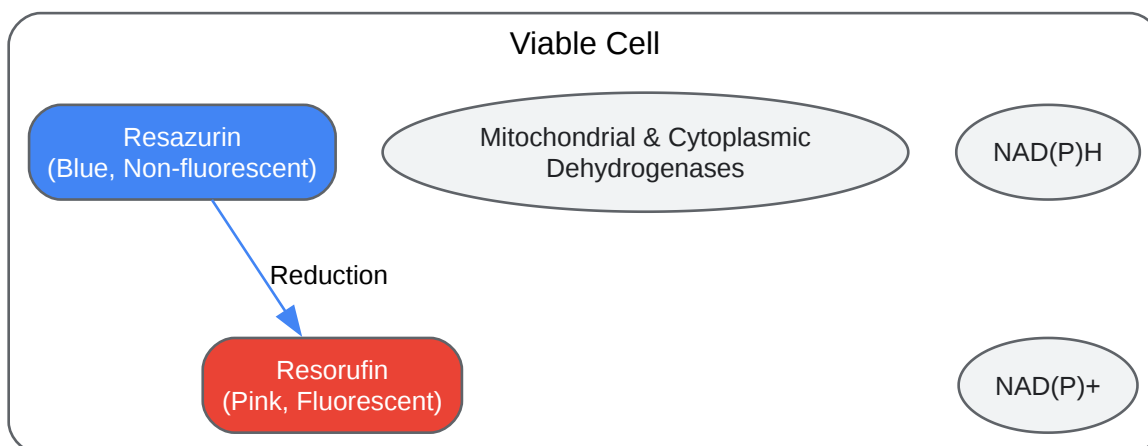 Viable Cell
Resazurin
(Blue, Non-fluorescent)
Mitochondrial & Cytoplasmic
Dehydrogenases
NAD(P)H
Reduction
Resorufin
(Pink, Fluorescent)
NAD(P)+